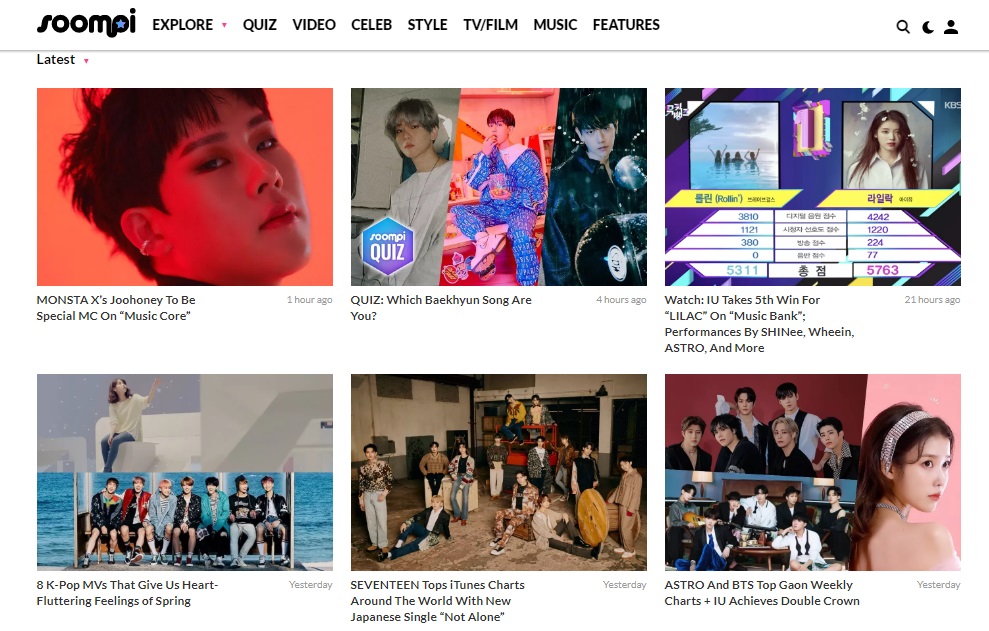 soompi
EXPLORE QUIZ VIDEO CELEB STYLE TV/FILM MUSIC FEATURES
Latest
soompi
QUIZ
KBS
롤린 (Rollin') 브레이브걸스
라일락 아이유
3810 디지털 음원 점수 4242
1121 시청자 선호도 점수 1220
380 방송 점수 224
0 음반 점수 77
5311 총 점 5763
MONSTA X’s Joohoney To Be
Special MC On “Music Core”
1 hour ago
QUIZ: Which Baekhyun Song Are
You?
4 hours ago
Watch: IU Takes 5th Win For
“LILAC” On “Music Bank”;
Performances By SHINee, Wheein,
ASTRO, And More
21 hours ago
8 K-Pop MVs That Give Us Heart-
Fluttering Feelings of Spring
Yesterday
SEVENTEEN Tops iTunes Charts
Around The World With New
Japanese Single “Not Alone”
Yesterday
ASTRO And BTS Top Gaon Weekly
Charts + IU Achieves Double Crown
Yesterday